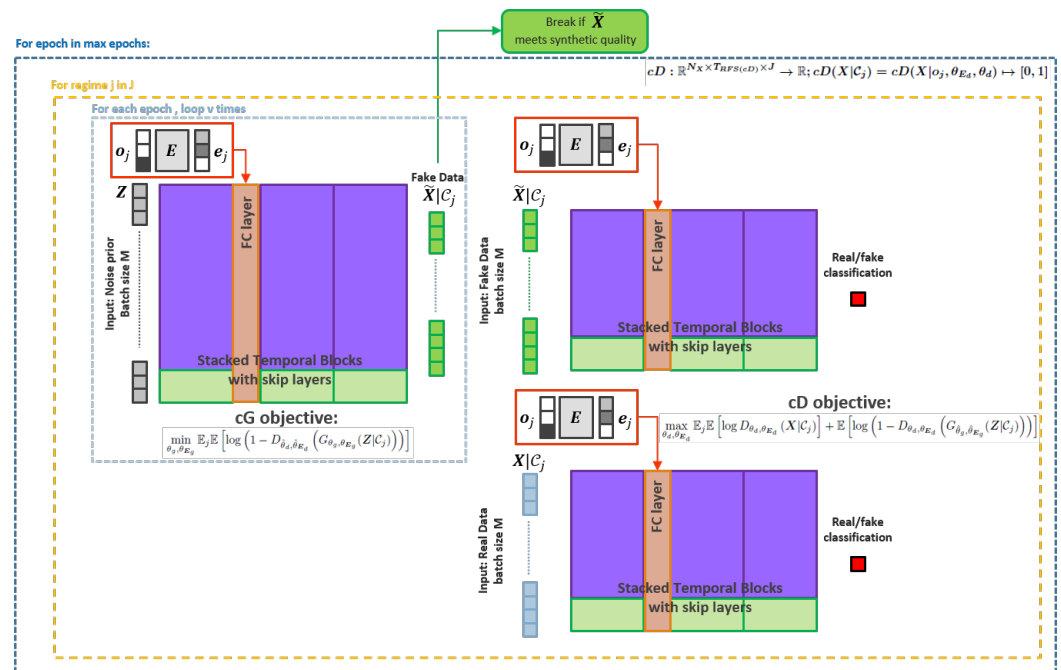 Break if X̃
meets synthetic quality
For epoch in max epochs:
cD : ℝ^{N_X×T_{RFS(cD)}×J} → ℝ; cD(X|𝒞_j) = cD(X|o_j, θ_{E_d}, θ_d) ↦ [0, 1]
For regime j in J
For each epoch , loop v times
o_j E e_j
Z
FC layer
Fake Data
X̃|𝒞_j
Input: Noise prior
Batch size M
Stacked Temporal Blocks
with skip layers
cG objective:
min_{θ_g,θ_{E_g}} 𝔼_j𝔼[log(1 − D_{θ̂_d,θ̂_{E_d}}(G_{θ_g,θ_{E_g}}(Z|𝒞_j)))]
o_j E e_j
X̃|𝒞_j
FC layer
Input: Fake Data
batch size M
Real/fake
classification
Stacked Temporal Blocks
with skip layers
cD objective:
max_{θ_d,θ_{E_d}} 𝔼_j𝔼[log D_{θ_d,θ_{E_d}}(X|𝒞_j)] + 𝔼[log(1 − D_{θ_d,θ_{E_d}}(G_{θ̂_g,θ̂_{E_g}}(Z|𝒞_j)))]
o_j E e_j
X|𝒞_j
FC layer
Input: Real Data
batch size M
Real/fake
classification
Stacked Temporal Blocks
with skip layers